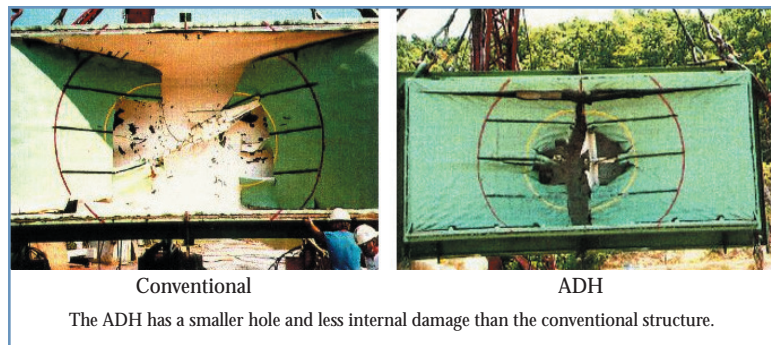 Conventional
ADH
The ADH has a smaller hole and less internal damage than the conventional structure.